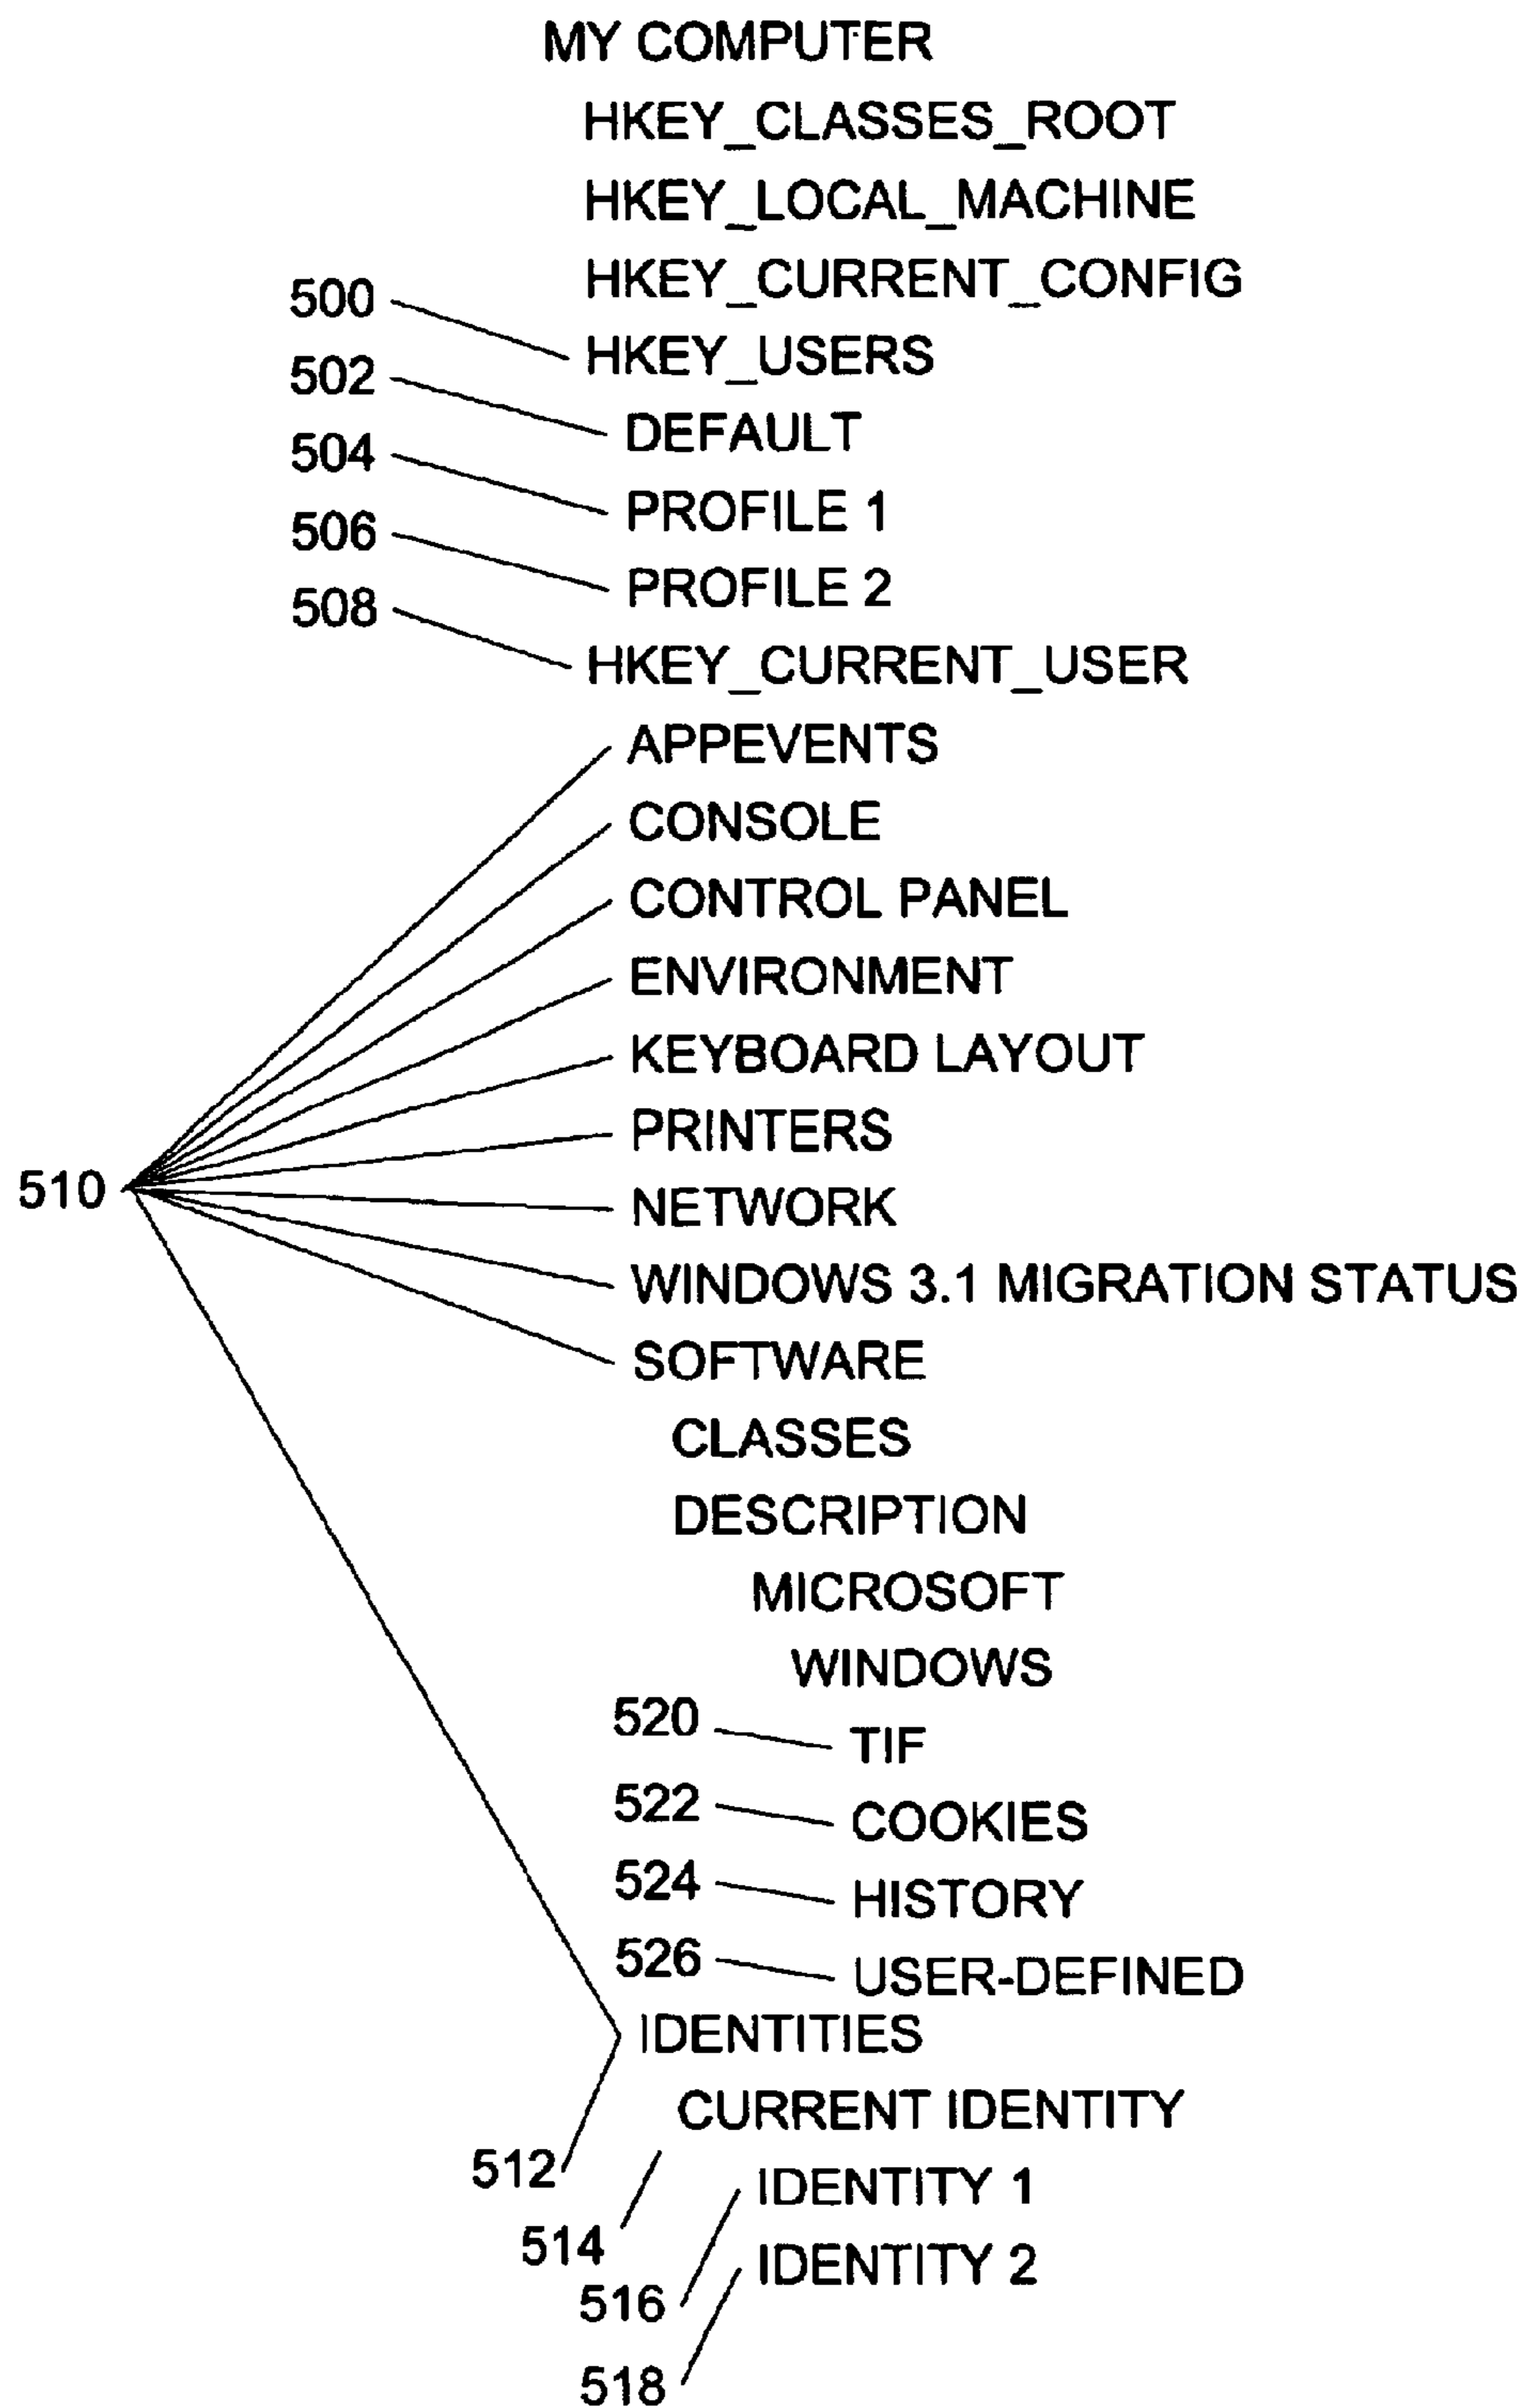 MY COMPUTER
HKEY_CLASSES_ROOT
HKEY_LOCAL_MACHINE
HKEY_CURRENT_CONFIG
500
HKEY_USERS
502
DEFAULT
504
PROFILE 1
506
PROFILE 2
508
HKEY_CURRENT_USER
APPEVENTS
CONSOLE
CONTROL PANEL
ENVIRONMENT
KEYBOARD LAYOUT
PRINTERS
510
NETWORK
WINDOWS 3.1 MIGRATION STATUS
SOFTWARE
CLASSES
DESCRIPTION
MICROSOFT
WINDOWS
520
TIF
522
COOKIES
524
HISTORY
526
USER-DEFINED
IDENTITIES
CURRENT IDENTITY
512
IDENTITY 1
514
IDENTITY 2
516
518